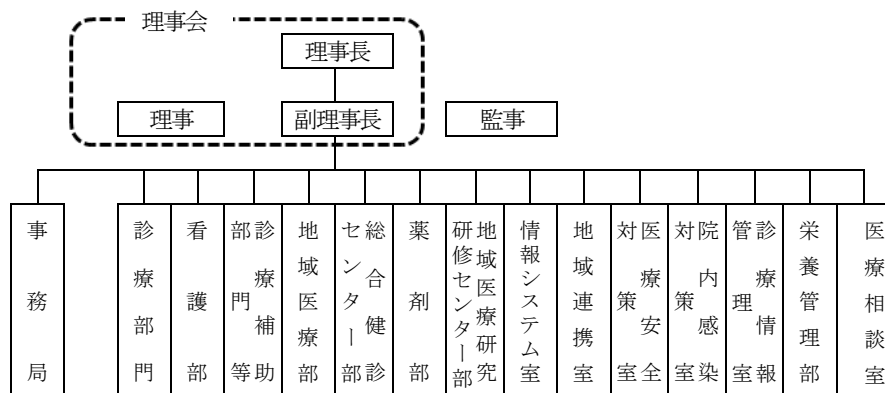 理事会
理事長
理事
副理事長
監事
事務局
診療部門
看護部
診療補助
部門等
地域医療部
総合健診
センター部
薬剤部
地域医療研究
研修センター部
情報システム室
地域連携室
医療安全
対策室
院内感染
対策室
診療情報
管理室
栄養管理部
医療相談室